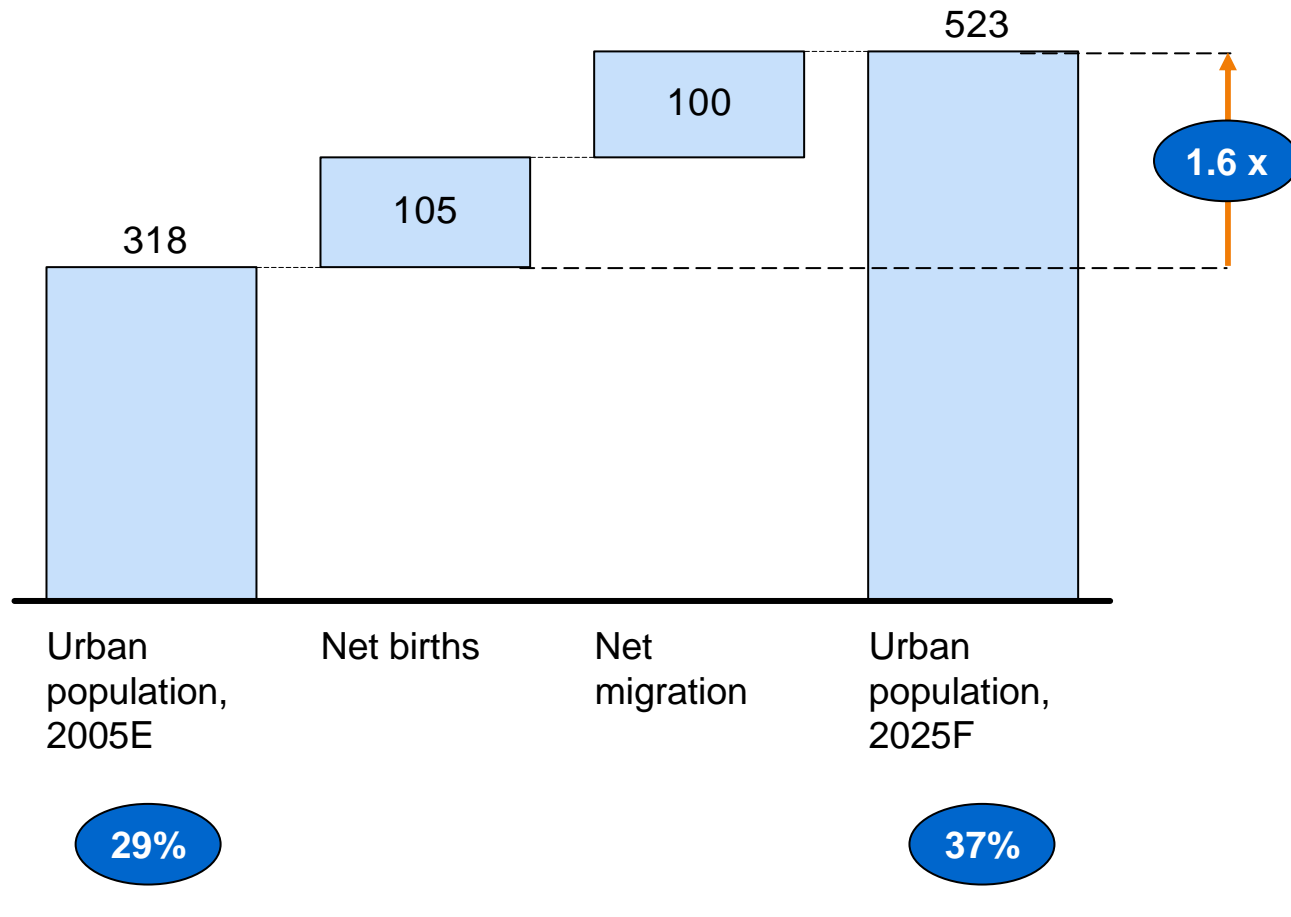 523
100
1.6 x
105
318
Urban
population,
2005E
Net births
Net
migration
Urban
population,
2025F
29%
37%